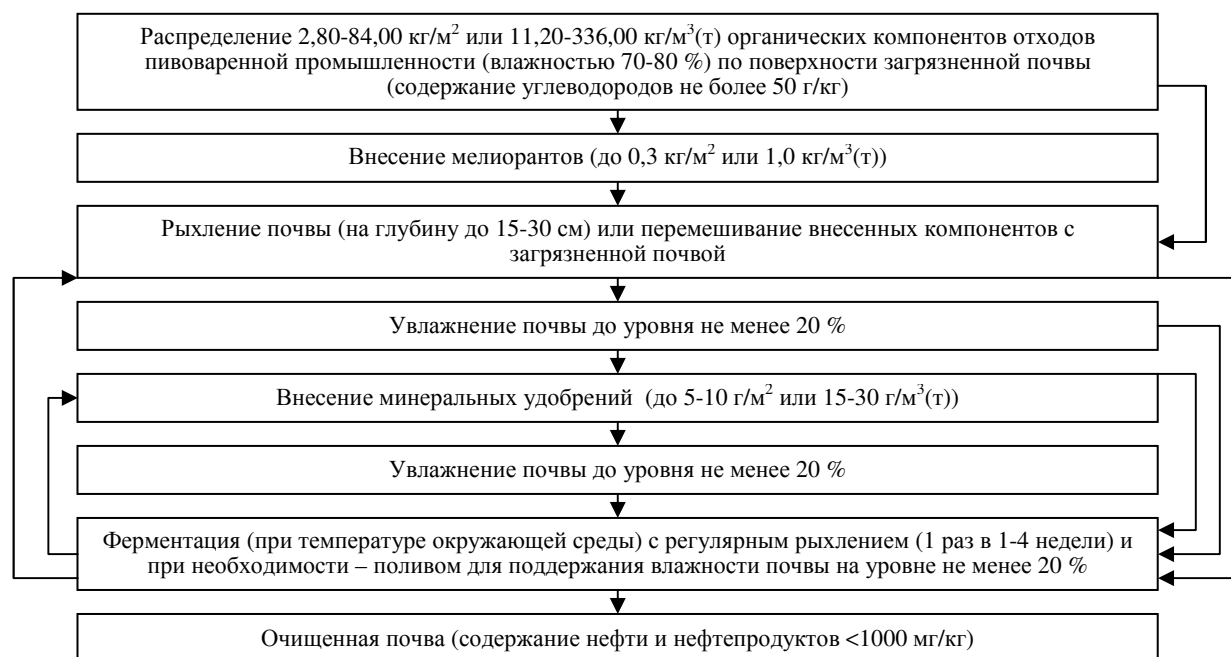 Распределение 2,80-84,00 кг/м² или 11,20-336,00 кг/м³(т) органических компонентов отходов
пивоваренной промышленности (влажностью 70-80 %) по поверхности загрязненной почвы
(содержание углеводородов не более 50 г/кг)
Внесение мелиорантов (до 0,3 кг/м² или 1,0 кг/м³(т))
Рыхление почвы (на глубину до 15-30 см) или перемешивание внесенных компонентов с
загрязненной почвой
Увлажнение почвы до уровня не менее 20 %
Внесение минеральных удобрений (до 5-10 г/м² или 15-30 г/м³(т))
Увлажнение почвы до уровня не менее 20 %
Ферментация (при температуре окружающей среды) с регулярным рыхлением (1 раз в 1-4 недели) и
при необходимости – поливом для поддержания влажности почвы на уровне не менее 20 %
Очищенная почва (содержание нефти и нефтепродуктов <1000 мг/кг)